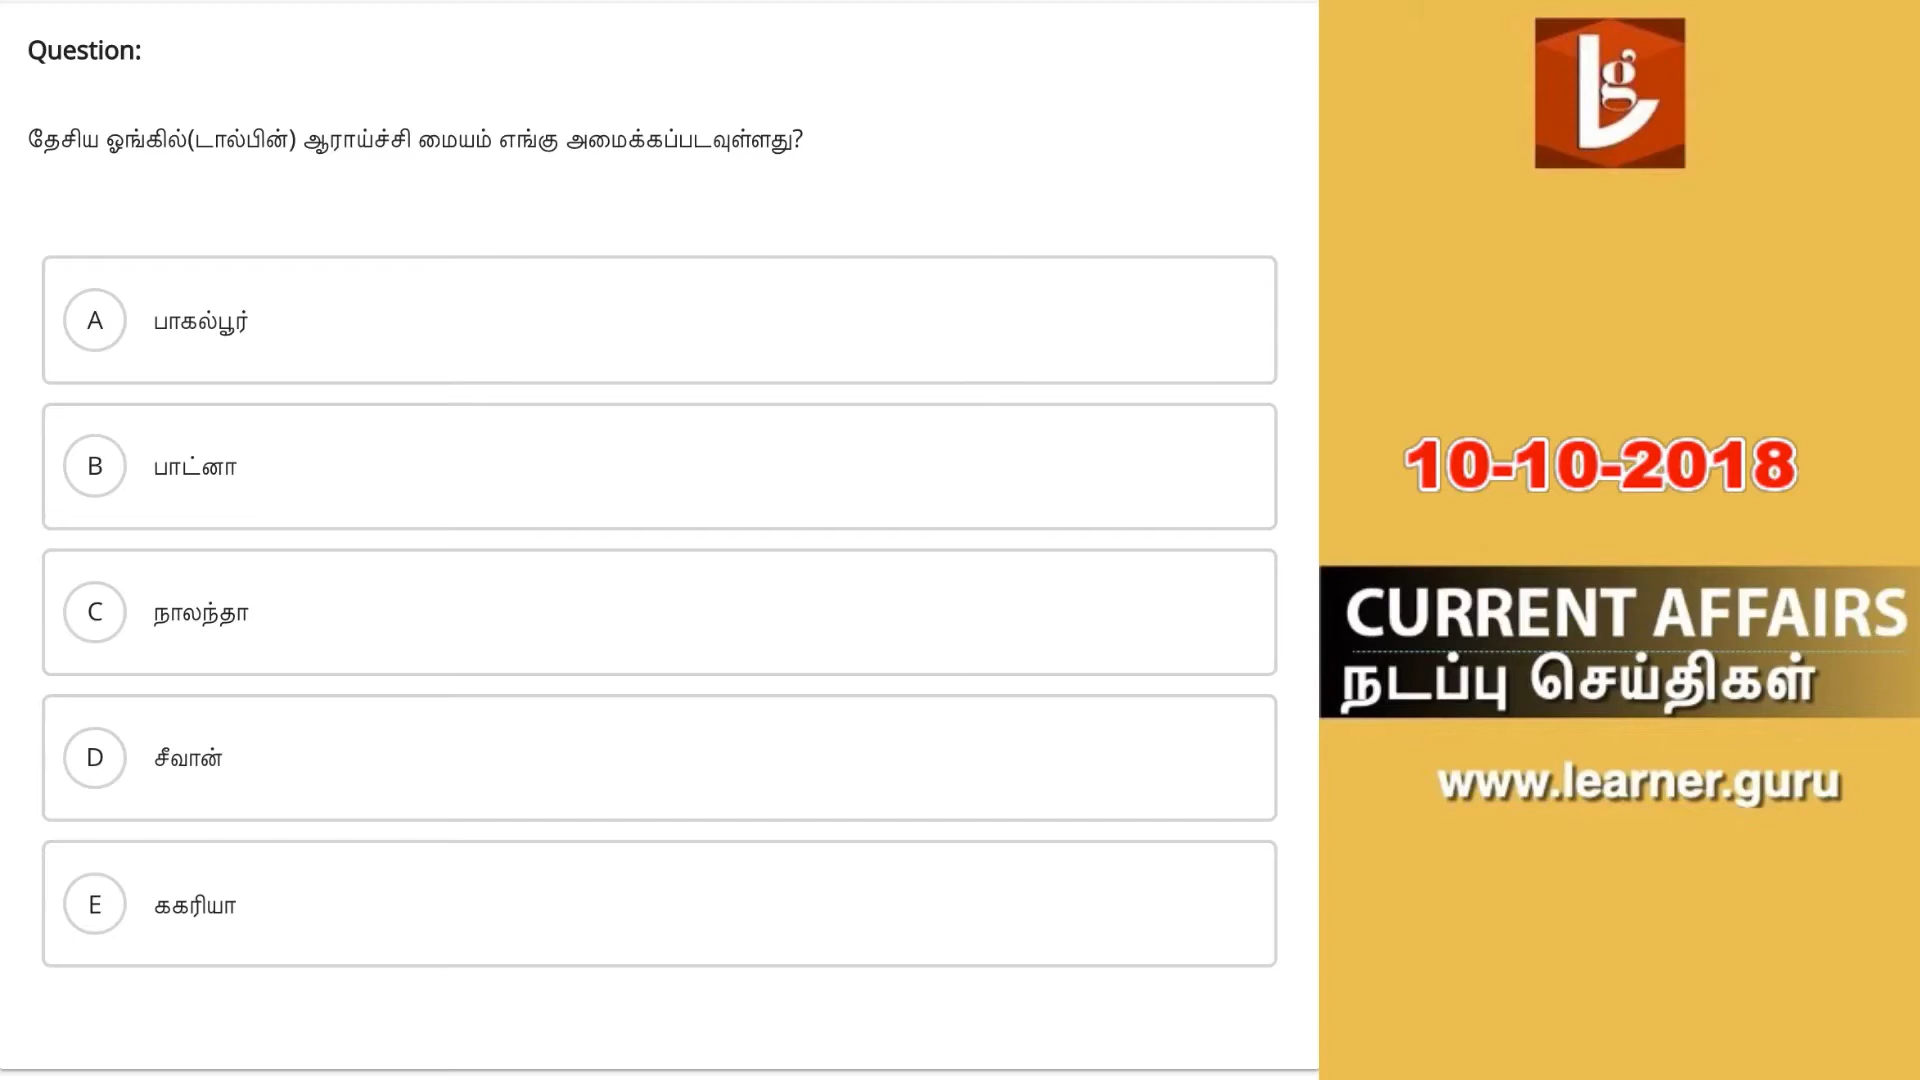 Question:
தேசிய ஓங்கில்(டால்பின்) ஆராய்ச்சி மையம் எங்கு அமைக்கப்படவுள்ளது?
A பாகல்பூர்
B பாட்னா
C நாலந்தா
D சீவான்
E ககரியா
Lg
10-10-2018
CURRENT AFFAIRS
நடப்பு செய்திகள்
www.learner.guru